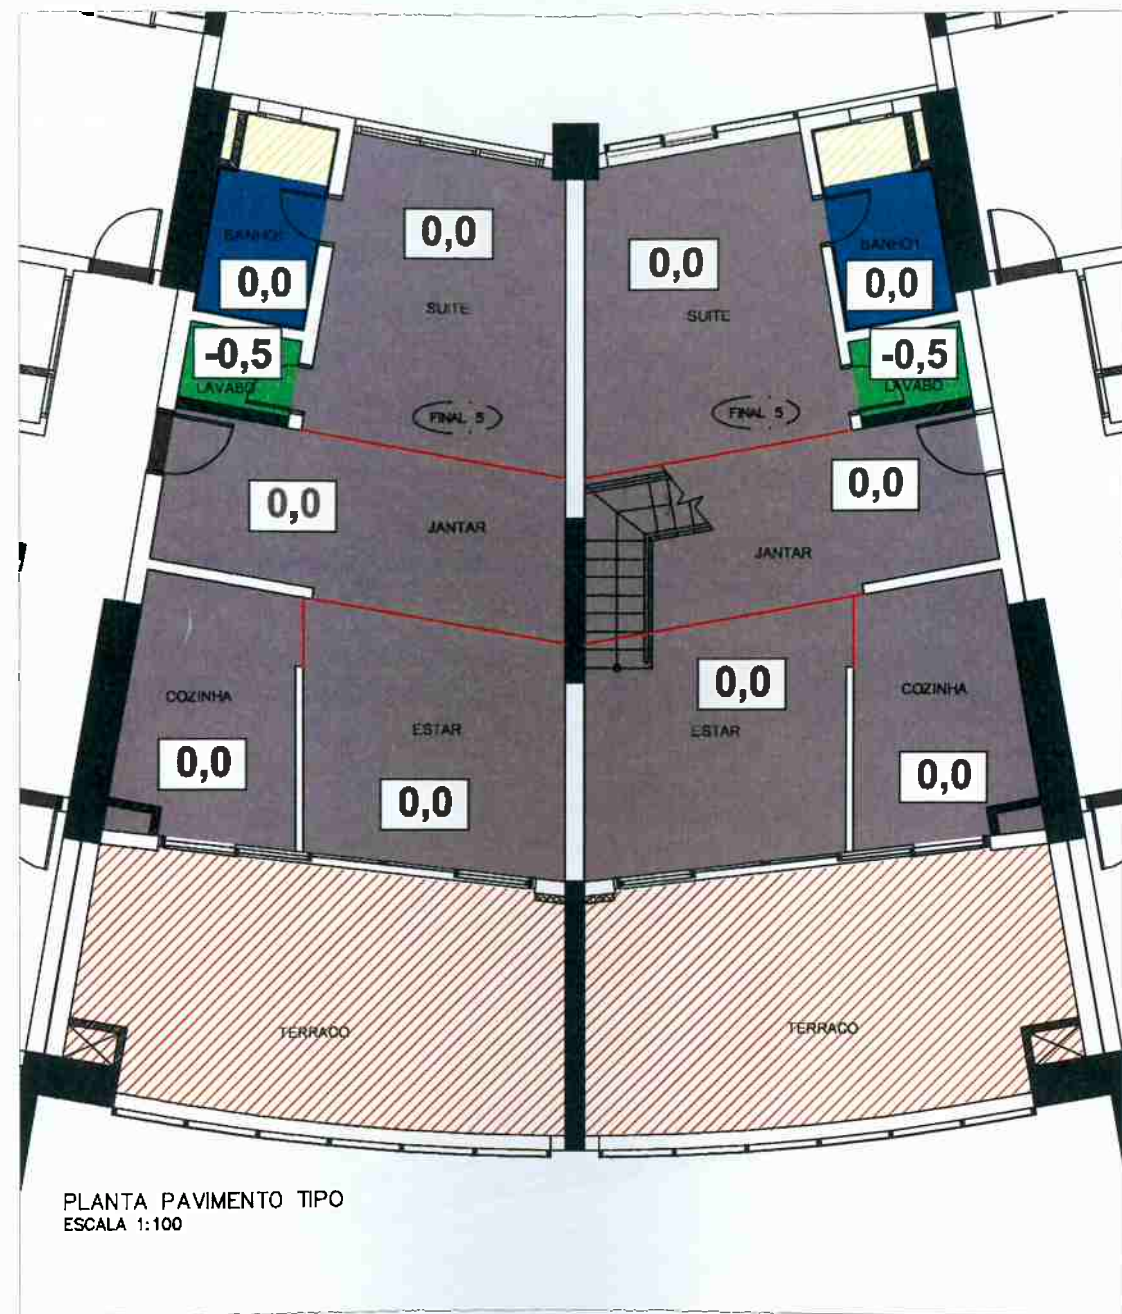 0,0
0,0
BANHO1
BANHO1
0,0
0,0
SUITE
SUITE
-0,5
-0,5
LAVABO
LAVABO
FINAL 5
FINAL 5
0,0
0,0
JANTAR
JANTAR
0,0
COZINHA
COZINHA
ESTAR
ESTAR
0,0
0,0
0,0
TERRACO
TERRACO
PLANTA PAVIMENTO TIPO
ESCALA 1:100